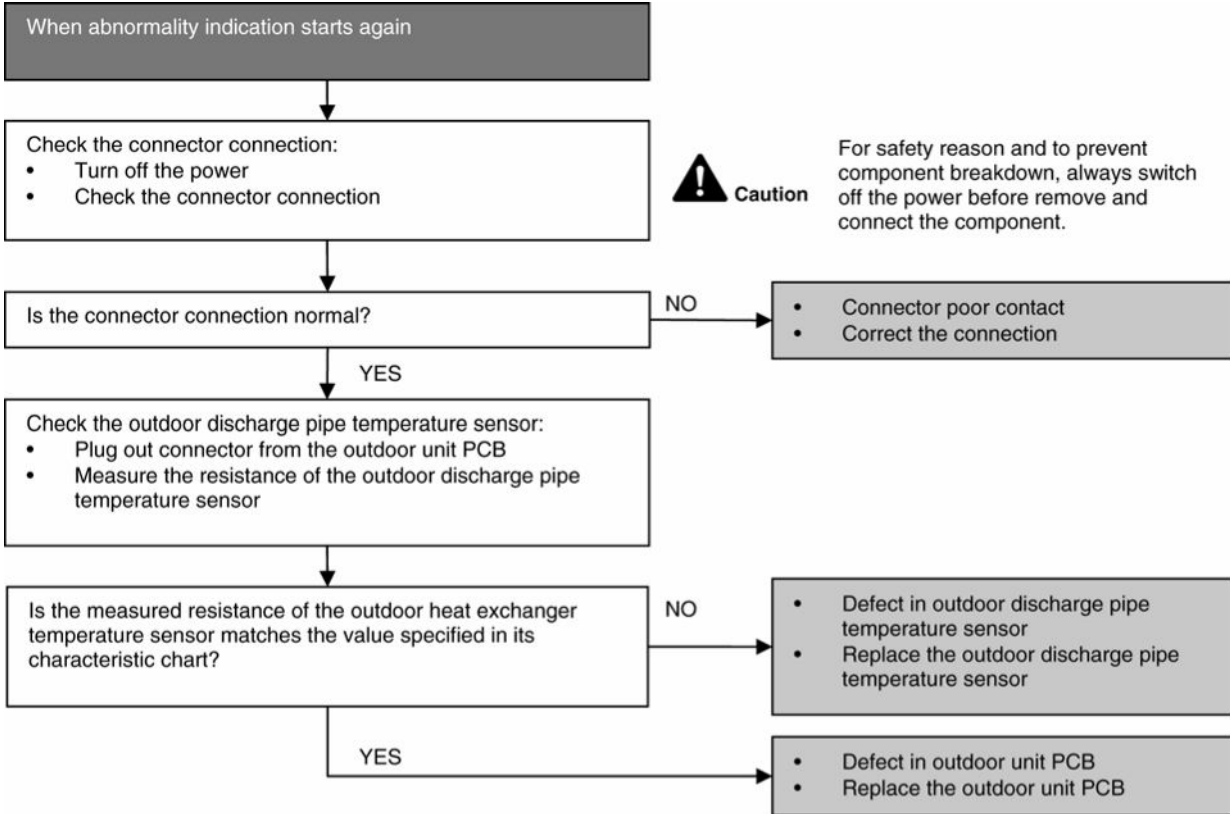 When abnormality indication starts again
Check the connector connection:
• Turn off the power
• Check the connector connection
Caution
For safety reason and to prevent
component breakdown, always switch
off the power before remove and
connect the component.
Is the connector connection normal?
NO
• Connector poor contact
• Correct the connection
YES
Check the outdoor discharge pipe temperature sensor:
• Plug out connector from the outdoor unit PCB
• Measure the resistance of the outdoor discharge pipe
temperature sensor
Is the measured resistance of the outdoor heat exchanger
temperature sensor matches the value specified in its
characteristic chart?
NO
• Defect in outdoor discharge pipe
temperature sensor
• Replace the outdoor discharge pipe
temperature sensor
YES
• Defect in outdoor unit PCB
• Replace the outdoor unit PCB